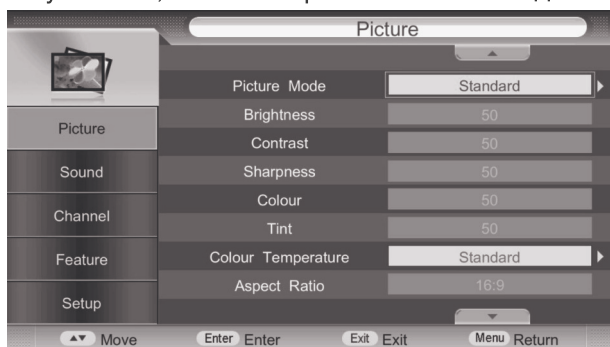 Picture
Picture Mode Standard
Brightness 50
Contrast 50
Sharpness 50
Colour 50
Tint 50
Colour Temperature Standard
Aspect Ratio 16:9
Picture
Sound
Channel
Feature
Setup
Move Enter Enter Exit Exit Menu Return